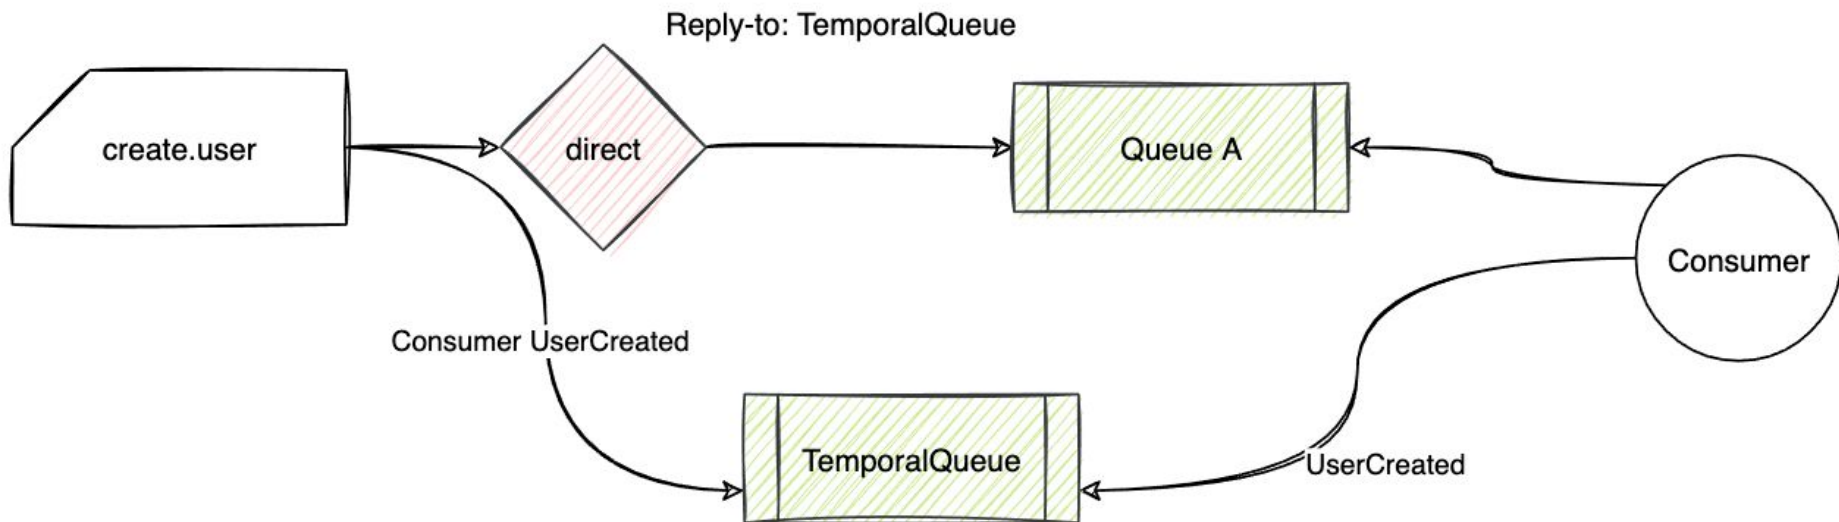 Reply-to: TemporalQueue
create.user
direct
Queue A
Consumer
Consumer UserCreated
TemporalQueue
UserCreated